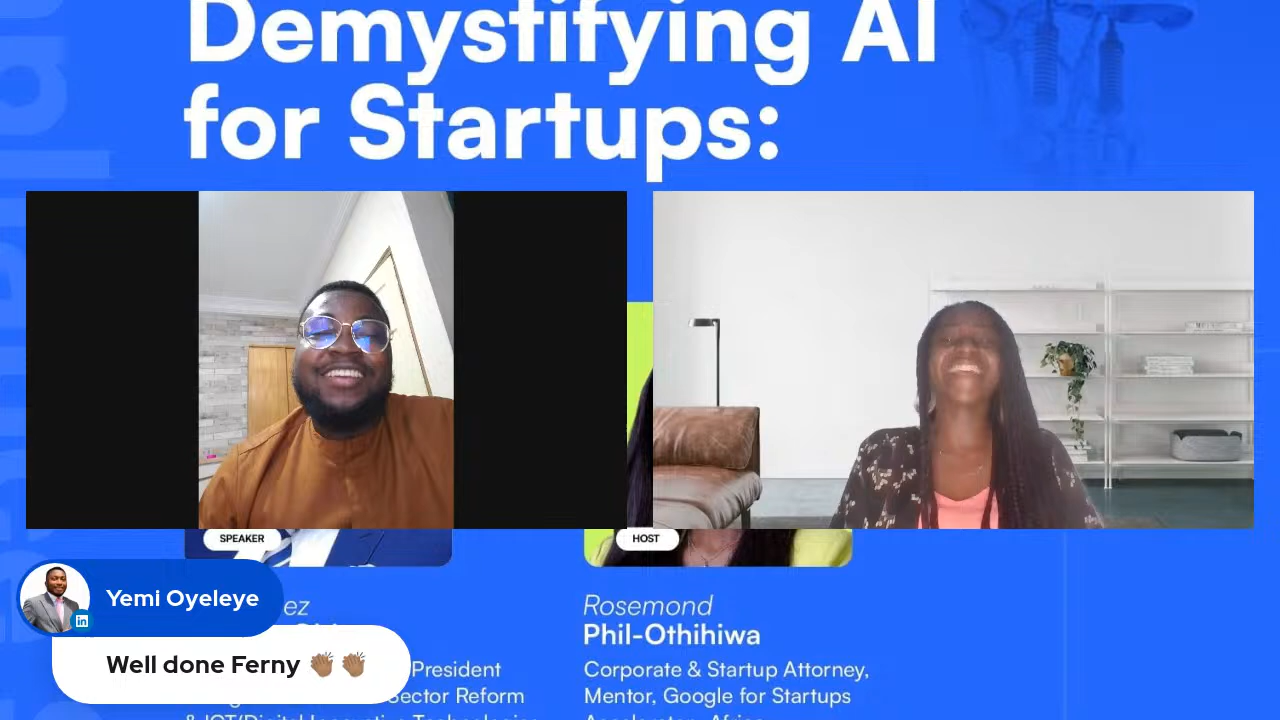 Demystifying AI
for Startups:
SPEAKER
HOST
Yemi Oyeleye
Well done Ferny 👏🏾 👏🏾
ez
President
Sector Reform
Rosemond
Phil-Othihiwa
Corporate & Startup Attorney,
Mentor, Google for Startups